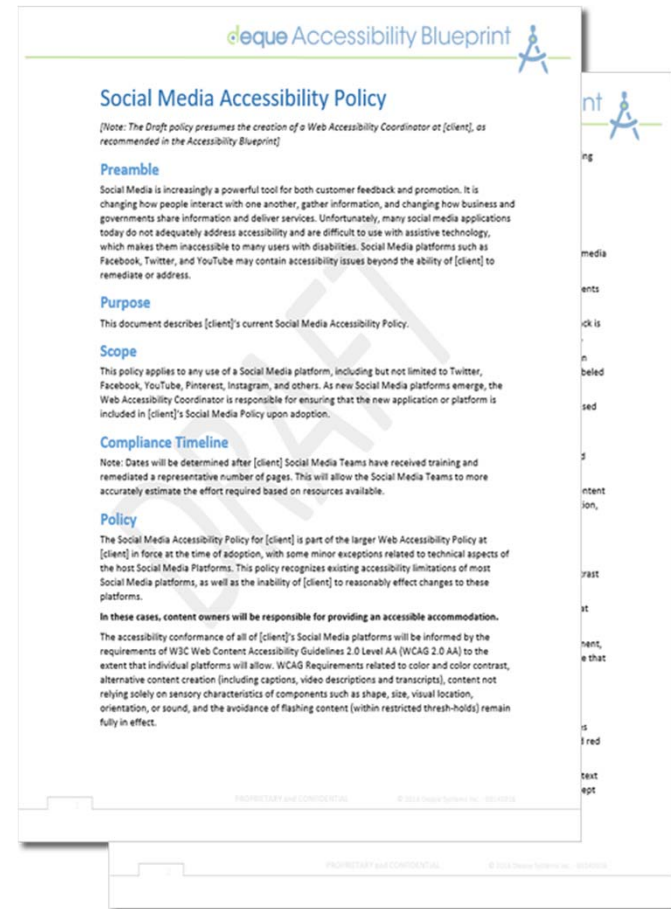 deque Accessibility Blueprint
Social Media Accessibility Policy
[Note: The Draft policy presumes the creation of a Web Accessibility Coordinator at [client], as
recommended in the Accessibility Blueprint]
Preamble
Social Media is increasingly a powerful tool for both customer feedback and promotion. It is
changing how people interact with one another, gather information, and changing how business and
governments share information and deliver services. Unfortunately, many social media applications
today do not adequately address accessibility and are difficult to use with assistive technology,
which makes them inaccessible to many users with disabilities. Social Media platforms such as
Facebook, Twitter, and YouTube may contain accessibility issues beyond the ability of [client] to
remediate or address.
Purpose
This document describes [client]'s current Social Media Accessibility Policy.
Scope
This policy applies to any use of a Social Media platform, including but not limited to Twitter,
Facebook, YouTube, Pinterest, Instagram, and others. As new Social Media platforms emerge, the
Web Accessibility Coordinator is responsible for ensuring that the new application or platform is
included in [client]'s Social Media Policy upon adoption.
Compliance Timeline
Note: Dates will be determined after [client] Social Media Teams have received training and
remediated a representative number of pages. This will allow the Social Media Teams to more
accurately estimate the effort required based on resources available.
Policy
The Social Media Accessibility Policy for [client] is part of the larger Web Accessibility Policy at
[client] in force at the time of adoption, with some minor exceptions related to technical aspects of
the host Social Media Platforms. This policy recognizes existing accessibility limitations of most
Social Media platforms, as well as the inability of [client] to reasonably effect changes to these
platforms.
In these cases, content owners will be responsible for providing an accessible accommodation.
The accessibility conformance of all of [client]'s Social Media platforms will be informed by the
requirements of W3C Web Content Accessibility Guidelines 2.0 Level AA (WCAG 2.0 AA) to the
extent that individual platforms will allow. WCAG Requirements related to color and color contrast,
alternative content creation (including captions, video descriptions and transcripts), content not
relying solely on sensory characteristics of components such as shape, size, visual location,
orientation, or sound, and the avoidance of flashing content (within restricted thresh-holds) remain
fully in effect.
DRAFT
PROPRIETARY and CONFIDENTIAL
nt
ing
media
ents
ck is
n
beled
sed
d
ntent
ion,
rast
at
nent,
e that
s
l red
text
ept
PROPRIETARY and CONFIDENTIAL